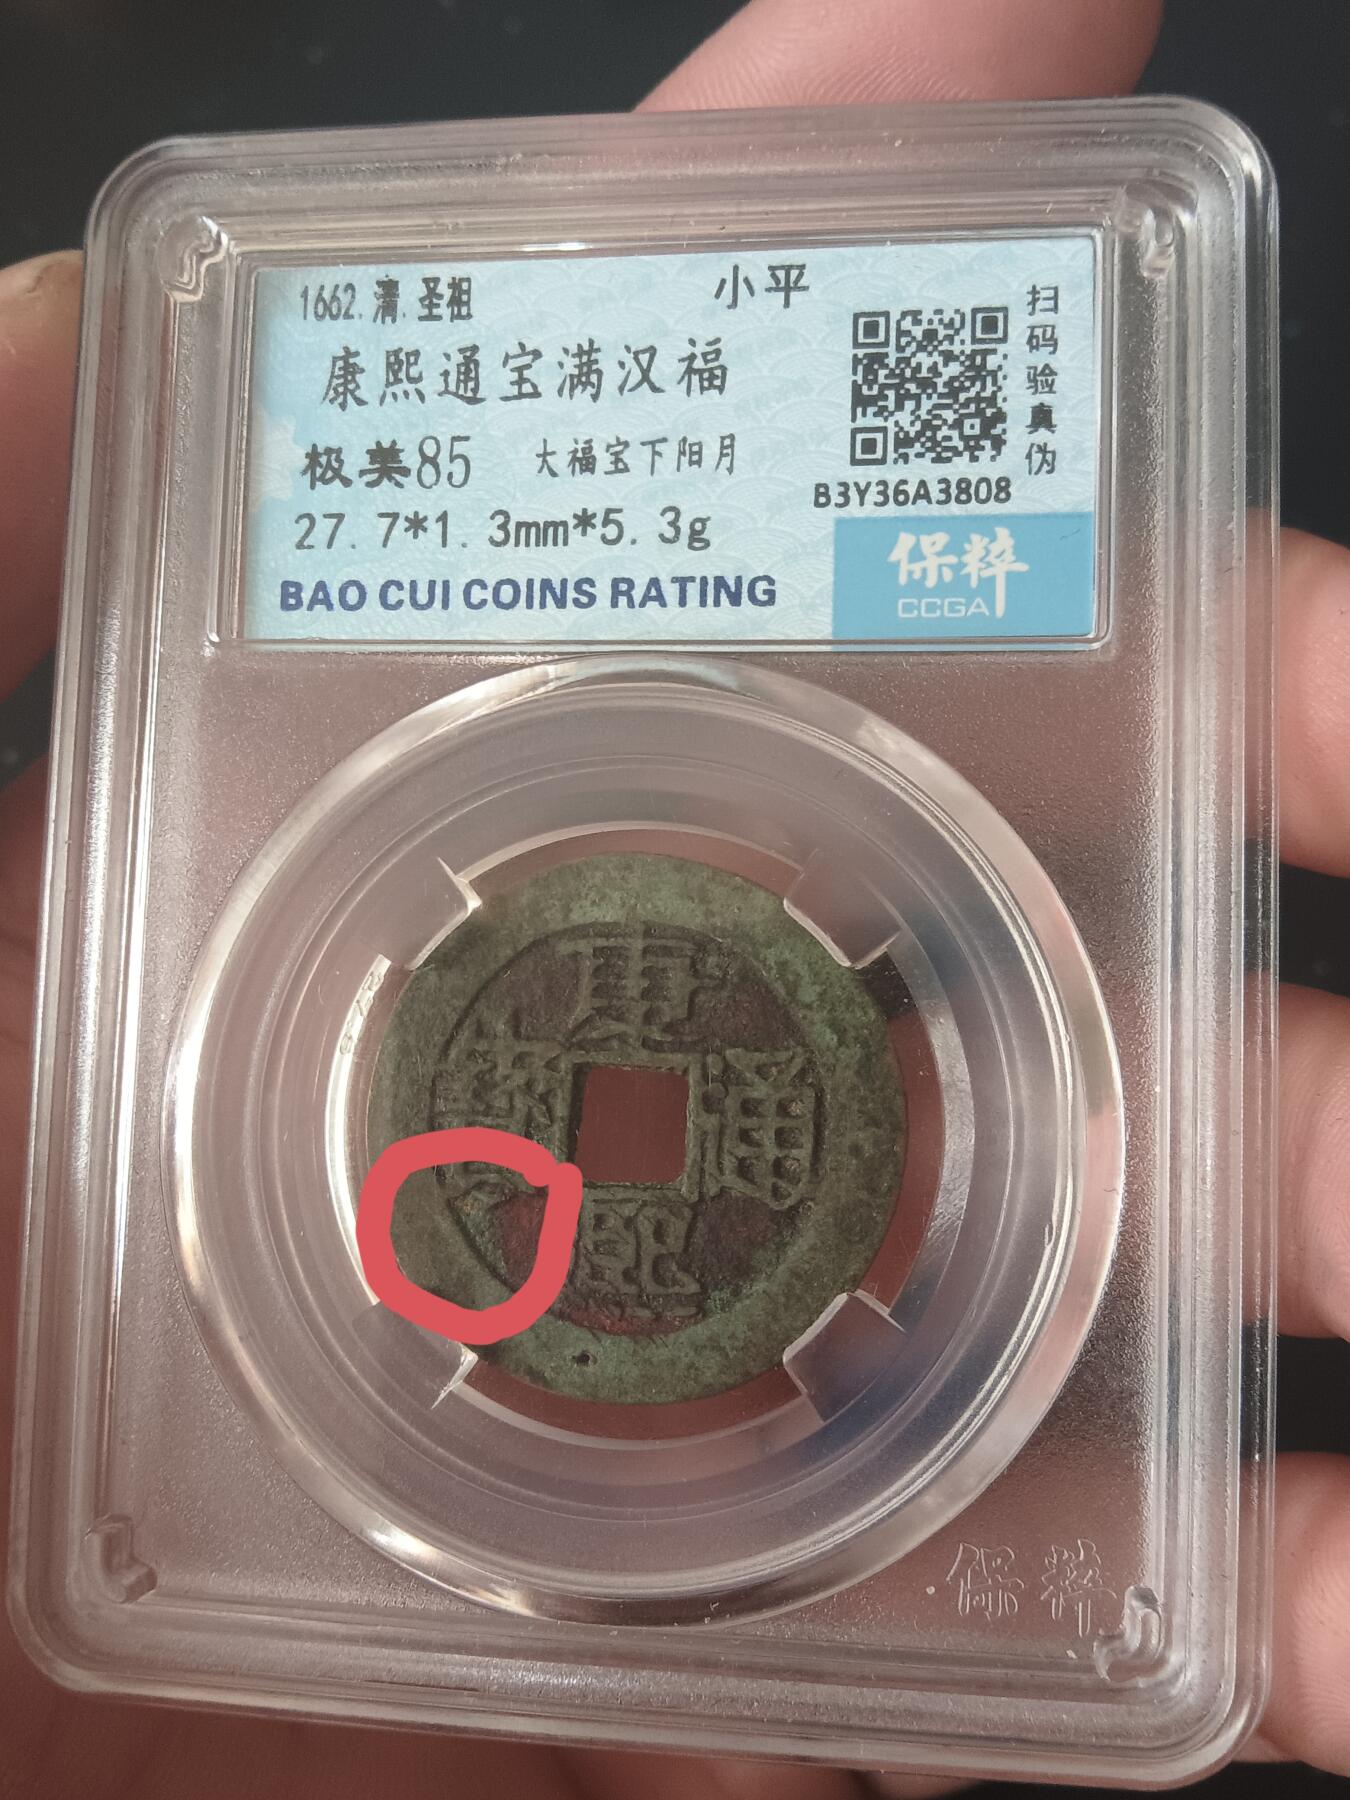 1662.清.圣祖
小平
康熙通宝满汉福
极美85
大福宝下阳月
27.7*1.3mm*5.3g
BAO CUI COINS RATING
扫码验真伪
B3Y36A3808
保粹
CCGA
康
熙
通
寶
保粹